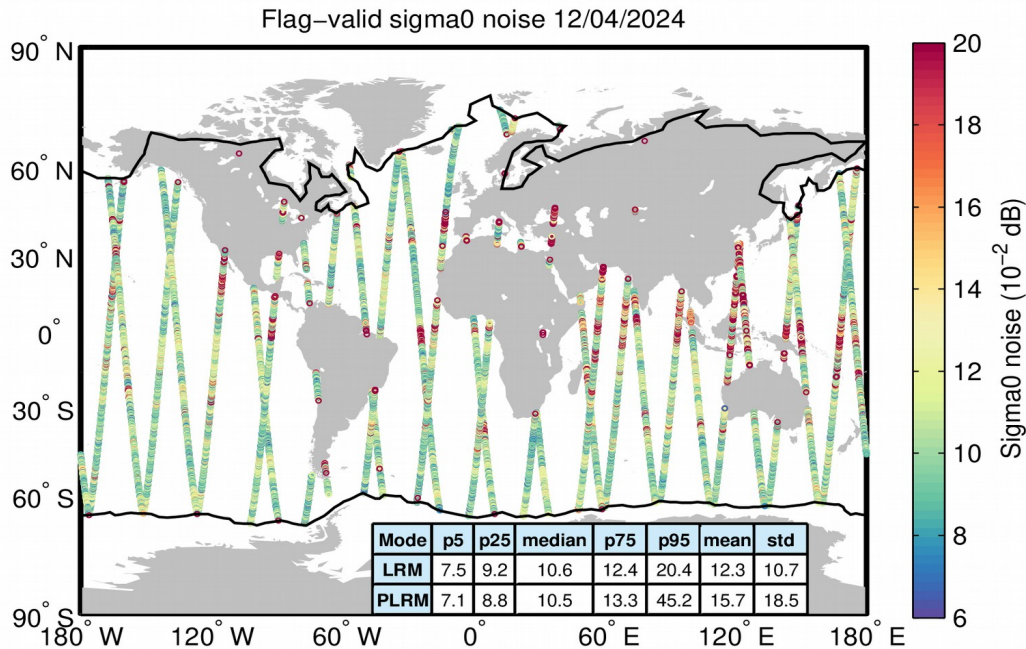 Flag−valid sigma0 noise 12/04/2024
90° N
60° N
30° N
0°
30° S
60° S
90° S
180° W
120° W
60° W
0°
60° E
120° E
180° E
Mode p5 p25 median p75 p95 mean std
LRM 7.5 9.2 10.6 12.4 20.4 12.3 10.7
PLRM 7.1 8.8 10.5 13.3 45.2 15.7 18.5
20
18
16
14
12
10
8
6
Sigma0 noise (10⁻² dB)